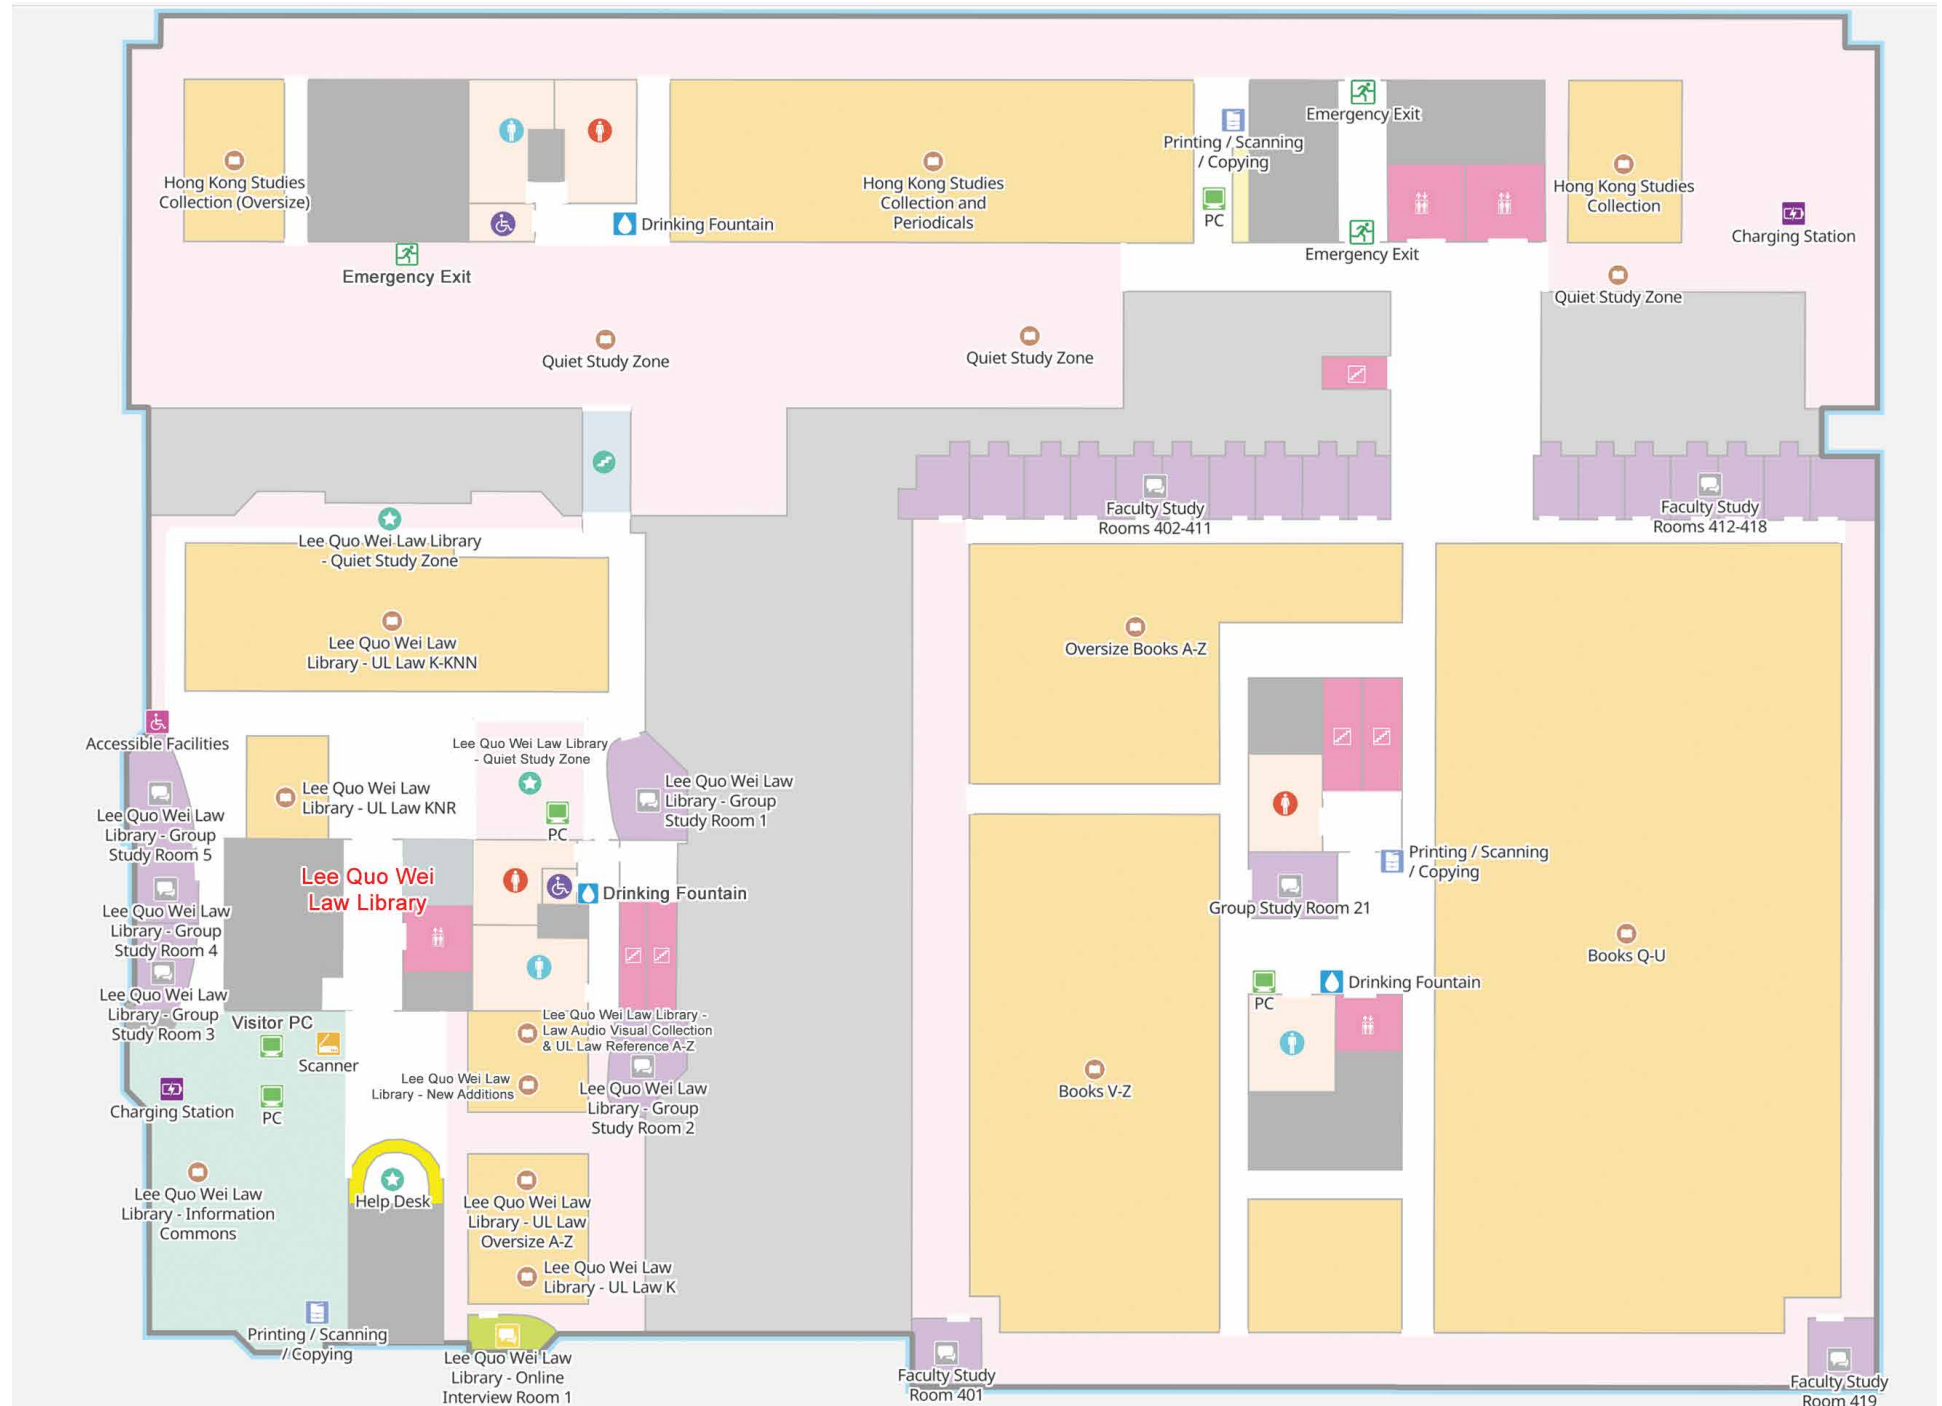 Emergency Exit
Printing / Scanning
/ Copying
Hong Kong Studies
Collection (Oversize)
Hong Kong Studies
Collection and
Periodicals
Hong Kong Studies
Collection
PC
Drinking Fountain
Charging Station
Emergency Exit
Emergency Exit
Quiet Study Zone
Quiet Study Zone
Quiet Study Zone
Faculty Study
Rooms 402-411
Faculty Study
Rooms 412-418
Lee Quo Wei Law Library
- Quiet Study Zone
Lee Quo Wei Law
Library - UL Law K-KNN
Oversize Books A-Z
Accessible Facilities
Lee Quo Wei Law Library
- Quiet Study Zone
Lee Quo Wei Law
Library - UL Law KNR
PC
Lee Quo Wei Law
Library - Group
Study Room 1
Lee Quo Wei Law
Library - Group
Study Room 5
Lee Quo Wei
Law Library
Drinking Fountain
Printing / Scanning
/ Copying
Lee Quo Wei Law
Library - Group
Study Room 4
Group Study Room 21
Books Q-U
Lee Quo Wei Law
Library - Group
Study Room 3
PC
Drinking Fountain
Visitor PC
Scanner
Lee Quo Wei Law Library -
Law Audio Visual Collection
& UL Law Reference A-Z
Lee Quo Wei Law
Library - New Additions
Lee Quo Wei Law
Library - Group
Study Room 2
Books V-Z
Charging Station
PC
Lee Quo Wei Law
Library - Information
Commons
Help Desk
Lee Quo Wei Law
Library - UL Law
Oversize A-Z
Lee Quo Wei Law
Library - UL Law K
Printing / Scanning
/ Copying
Lee Quo Wei Law
Library - Online
Interview Room 1
Faculty Study
Room 401
Faculty Study
Room 419